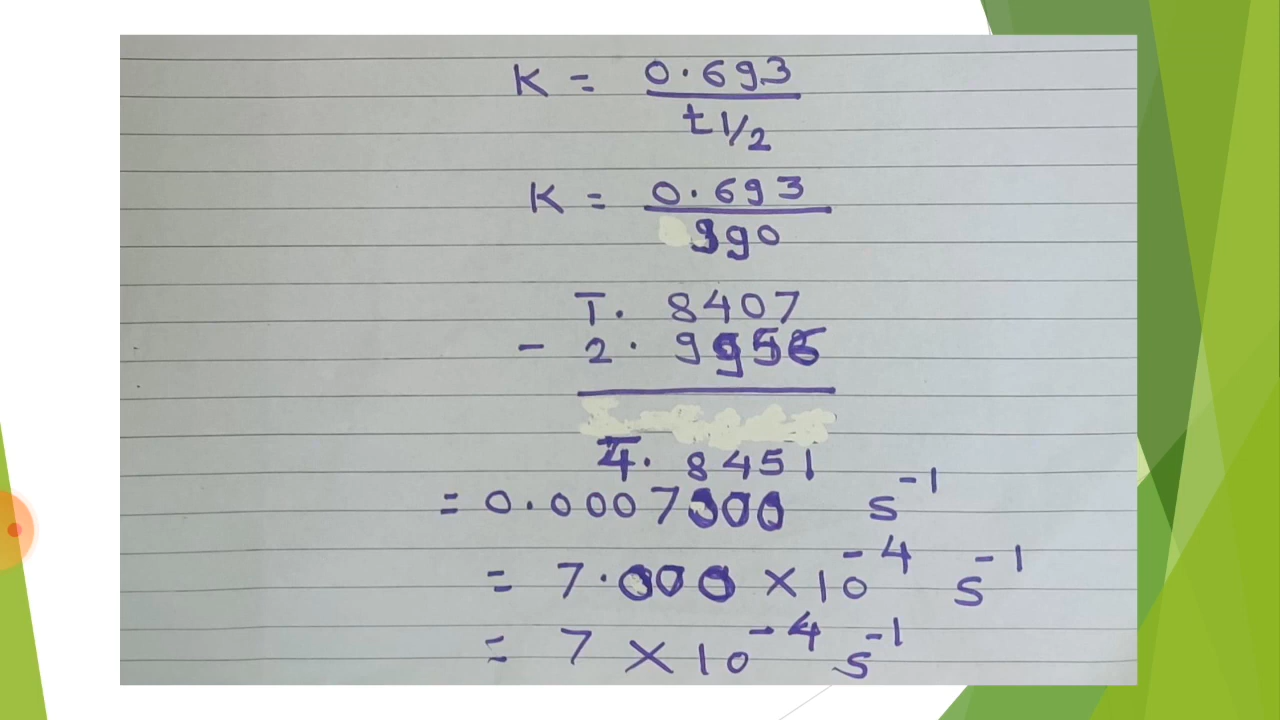 K = 0.693
t1/2
K = 0.693
990
1̅. 8407
- 2. 9956
4̅. 8451
= 0.0007000 s⁻¹
= 7.000 × 10⁻⁴ s⁻¹
= 7 × 10⁻⁴ s⁻¹